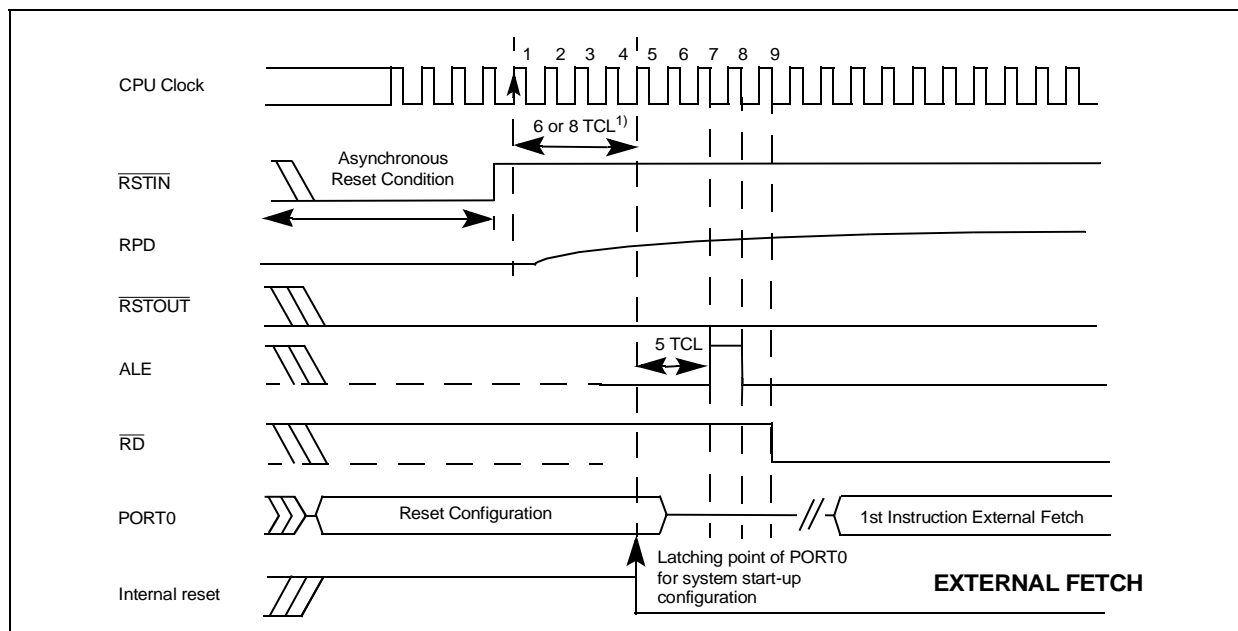 1 2 3 4 5 6 7 8 9
CPU Clock
6 or 8 TCL1)
Asynchronous
Reset Condition
RSTIN
RPD
RSTOUT
5 TCL
ALE
RD
PORT0
Reset Configuration
1st Instruction External Fetch
Latching point of PORT0
for system start-up
configuration
EXTERNAL FETCH
Internal reset